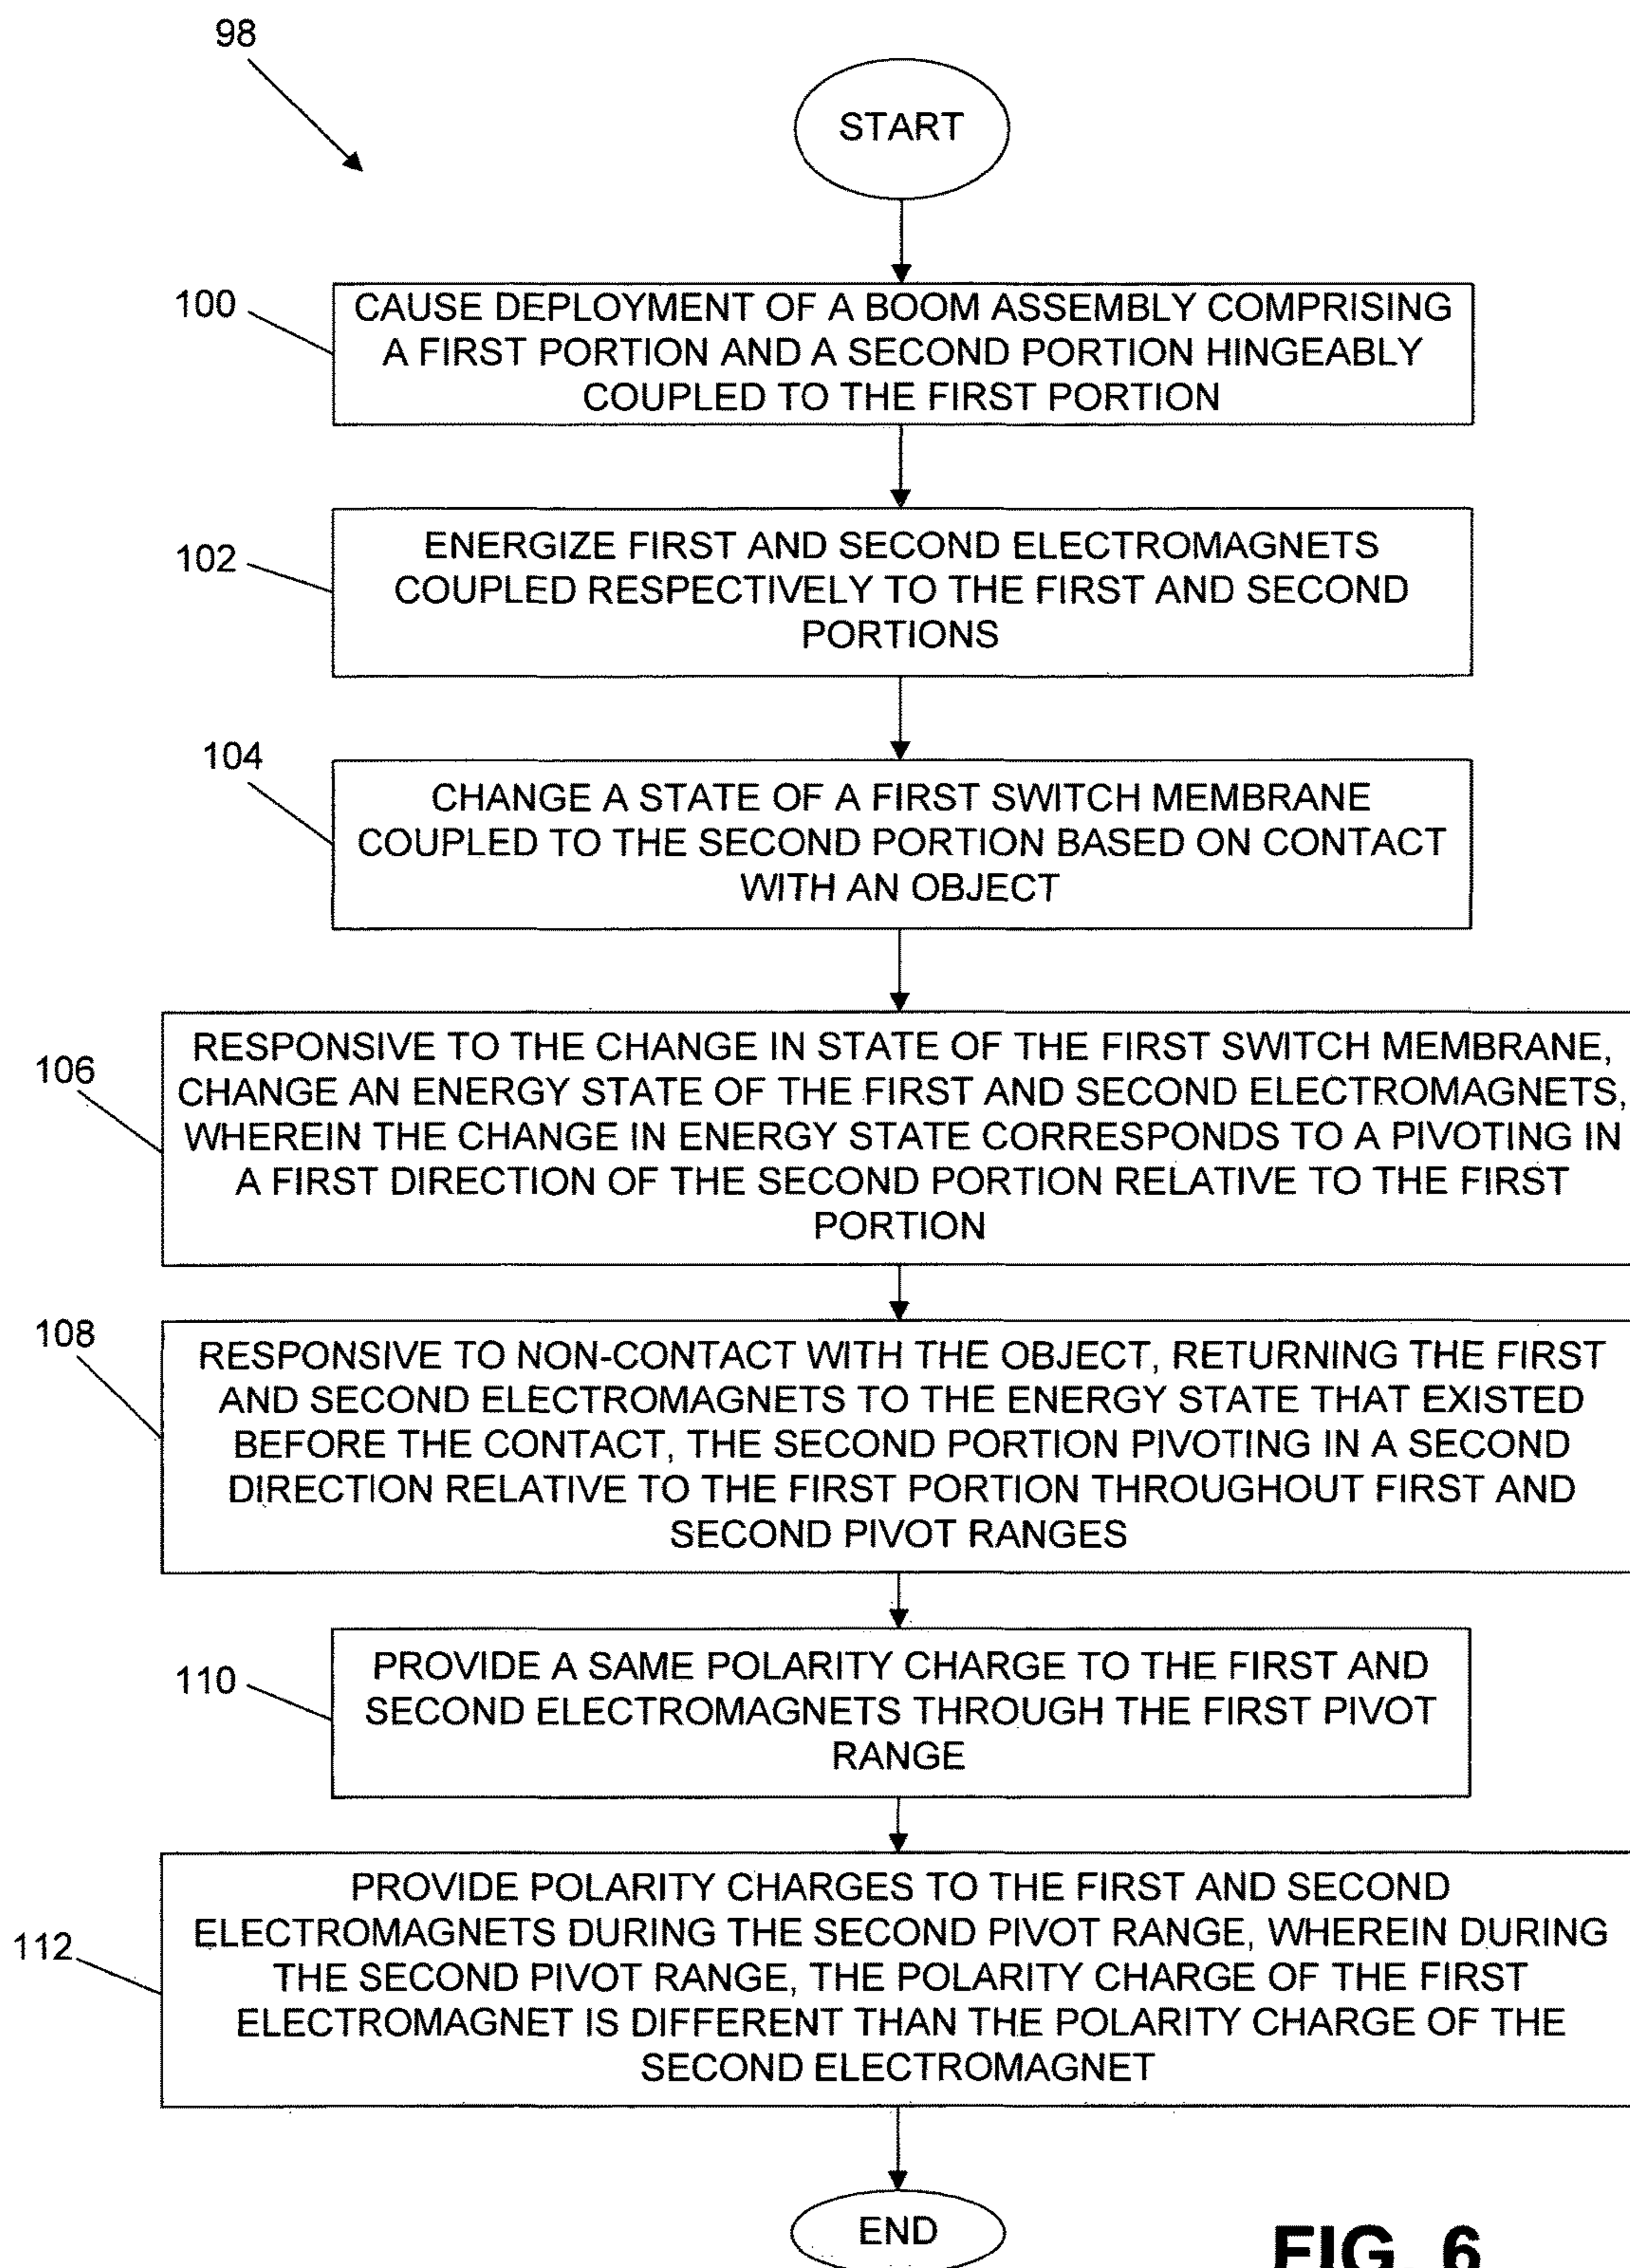 98
START
100
CAUSE DEPLOYMENT OF A BOOM ASSEMBLY COMPRISING
A FIRST PORTION AND A SECOND PORTION HINGEABLY
COUPLED TO THE FIRST PORTION
102
ENERGIZE FIRST AND SECOND ELECTROMAGNETS
COUPLED RESPECTIVELY TO THE FIRST AND SECOND
PORTIONS
104
CHANGE A STATE OF A FIRST SWITCH MEMBRANE
COUPLED TO THE SECOND PORTION BASED ON CONTACT
WITH AN OBJECT
106
RESPONSIVE TO THE CHANGE IN STATE OF THE FIRST SWITCH MEMBRANE,
CHANGE AN ENERGY STATE OF THE FIRST AND SECOND ELECTROMAGNETS,
WHEREIN THE CHANGE IN ENERGY STATE CORRESPONDS TO A PIVOTING IN
A FIRST DIRECTION OF THE SECOND PORTION RELATIVE TO THE FIRST
PORTION
108
RESPONSIVE TO NON-CONTACT WITH THE OBJECT, RETURNING THE FIRST
AND SECOND ELECTROMAGNETS TO THE ENERGY STATE THAT EXISTED
BEFORE THE CONTACT, THE SECOND PORTION PIVOTING IN A SECOND
DIRECTION RELATIVE TO THE FIRST PORTION THROUGHOUT FIRST AND
SECOND PIVOT RANGES
110
PROVIDE A SAME POLARITY CHARGE TO THE FIRST AND
SECOND ELECTROMAGNETS THROUGH THE FIRST PIVOT
RANGE
112
PROVIDE POLARITY CHARGES TO THE FIRST AND SECOND
ELECTROMAGNETS DURING THE SECOND PIVOT RANGE, WHEREIN DURING
THE SECOND PIVOT RANGE, THE POLARITY CHARGE OF THE FIRST
ELECTROMAGNET IS DIFFERENT THAN THE POLARITY CHARGE OF THE
SECOND ELECTROMAGNET
END
FIG. 6